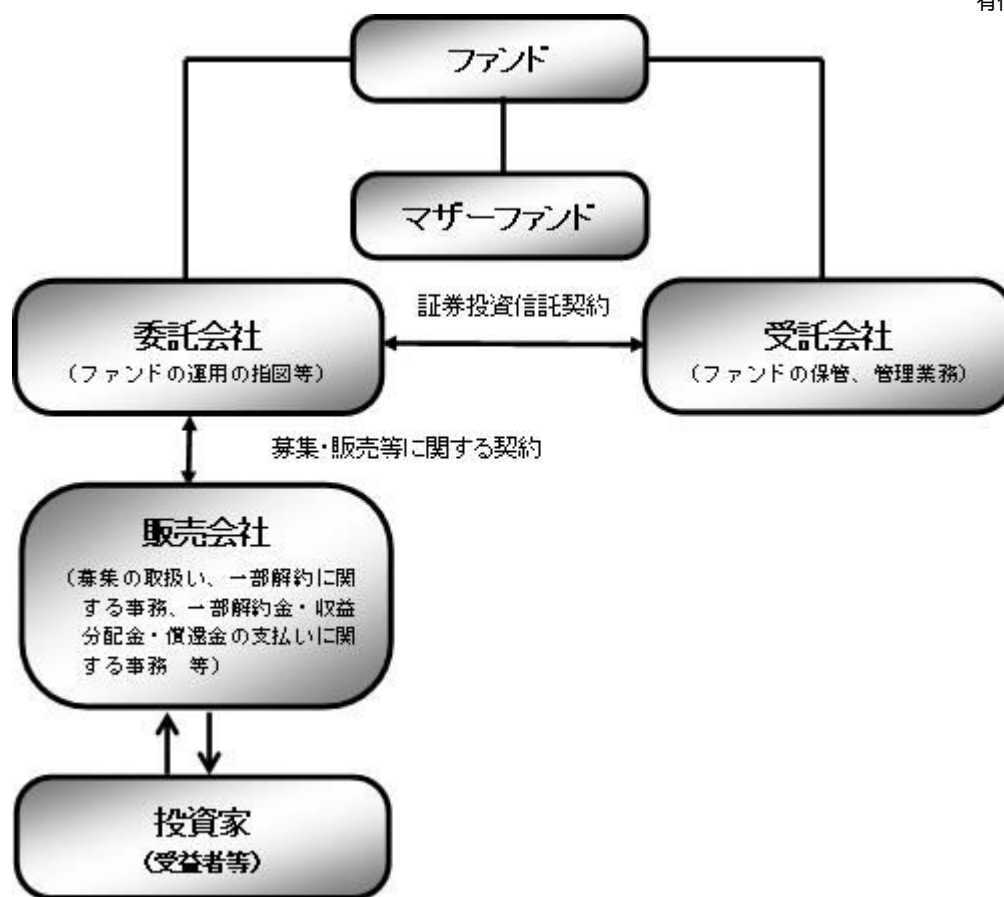 ファンド
マザーファンド
証券投資信託契約
委託会社
(ファンドの運用の指図等)
受託会社
(ファンドの保管、管理業務)
募集・販売等に関する契約
販売会社
(募集の取扱い、一部解約に関
する事務、一部解約金・収益
分配金・償還金の支払いに関
する事務 等)
投資家
(受益者等)